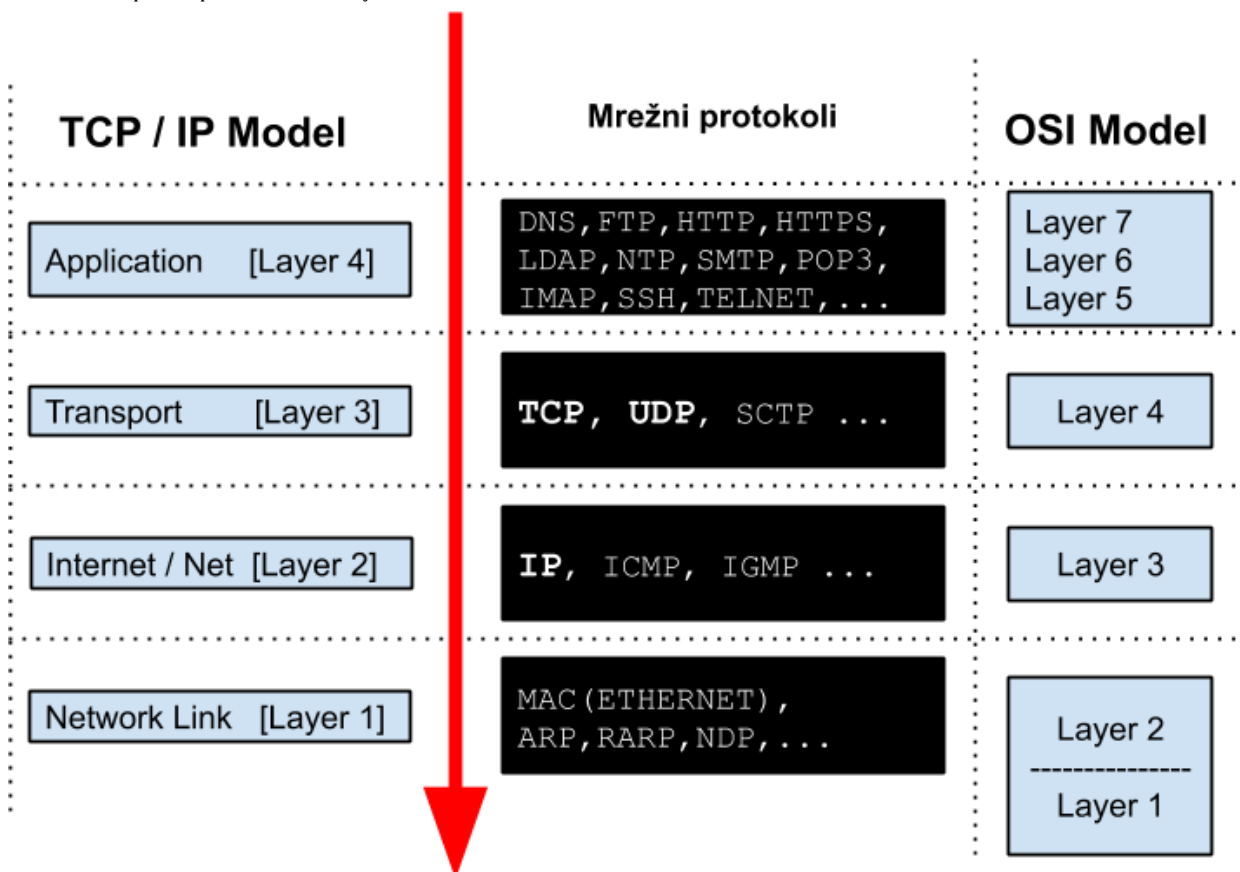 TCP / IP Model
Mrežni protokoli
OSI Model
Application [Layer 4]
DNS,FTP,HTTP,HTTPS,
LDAP,NTP,SMTP,POP3,
IMAP,SSH,TELNET,...
Layer 7
Layer 6
Layer 5
Transport [Layer 3]
TCP, UDP, SCTP ...
Layer 4
Internet / Net [Layer 2]
IP, ICMP, IGMP ...
Layer 3
Network Link [Layer 1]
MAC(ETHERNET),
ARP,RARP,NDP,...
Layer 2
---------------
Layer 1